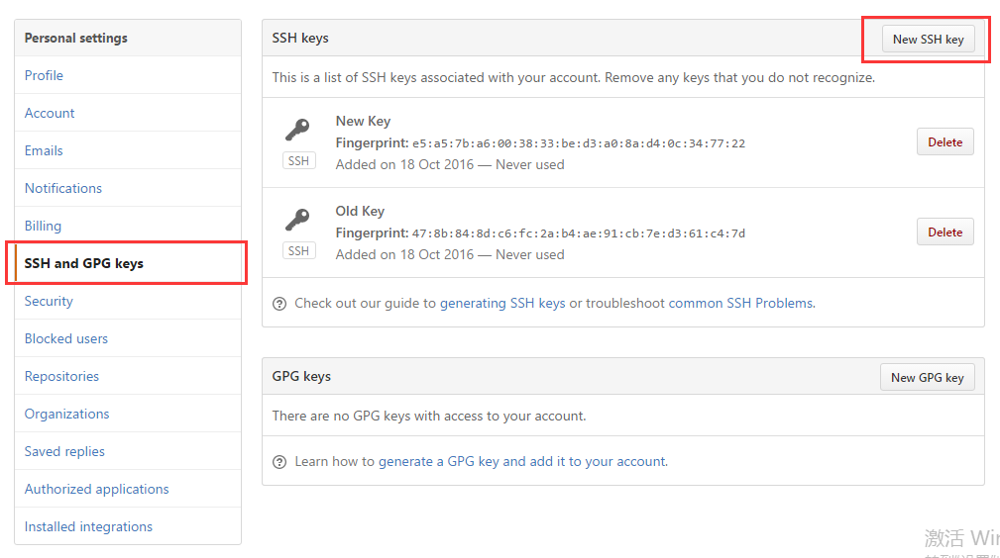 Personal settings
Profile
Account
Emails
Notifications
Billing
SSH and GPG keys
Security
Blocked users
Repositories
Organizations
Saved replies
Authorized applications
Installed integrations
SSH keys
New SSH key
This is a list of SSH keys associated with your account. Remove any keys that you do not recognize.
New Key
Fingerprint: e5:a5:7b:a6:00:38:33:be:d3:a0:8a:d4:0c:34:77:22
SSH
Added on 18 Oct 2016 — Never used
Delete
Old Key
Fingerprint: 47:8b:84:8d:c6:fc:2a:b4:ae:91:cb:7e:d3:61:c4:7d
SSH
Added on 18 Oct 2016 — Never used
Delete
Check out our guide to generating SSH keys or troubleshoot common SSH Problems.
GPG keys
New GPG key
There are no GPG keys with access to your account.
Learn how to generate a GPG key and add it to your account.
激活 Win